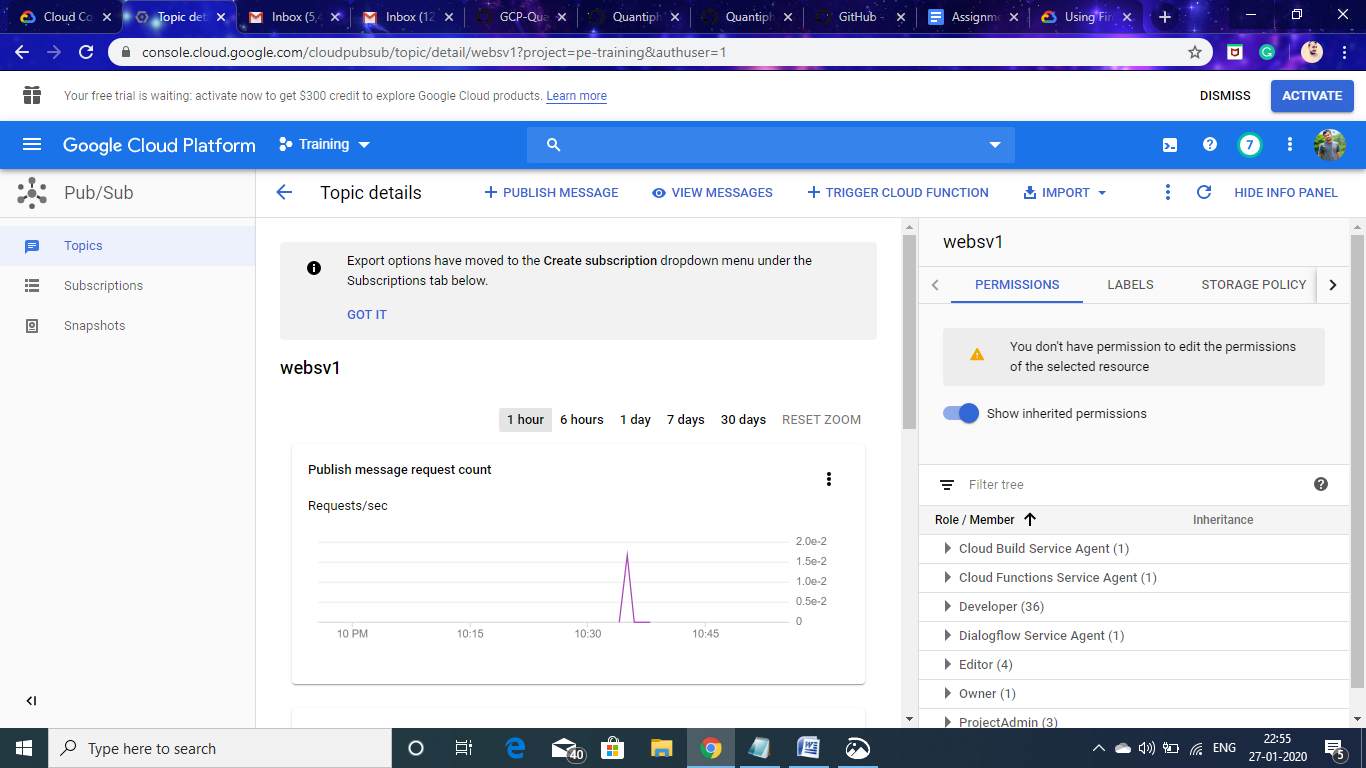 Cloud Co
Topic det
Inbox (5,4
Inbox (12
GCP-Qua
Quantiph
Quantiph
GitHub -
Assignm
Using Fir
console.cloud.google.com/cloudpubsub/topic/detail/websv1?project=pe-training&authuser=1
Your free trial is waiting: activate now to get $300 credit to explore Google Cloud products. Learn more
DISMISS
ACTIVATE
Google Cloud Platform
Training
7
Pub/Sub
Topic details
PUBLISH MESSAGE
VIEW MESSAGES
TRIGGER CLOUD FUNCTION
IMPORT
HIDE INFO PANEL
Topics
Subscriptions
Snapshots
Export options have moved to the Create subscription dropdown menu under the
Subscriptions tab below.
GOT IT
websv1
1 hour
6 hours
1 day
7 days
30 days
RESET ZOOM
Publish message request count
Requests/sec
2.0e-2
1.5e-2
1.0e-2
0.5e-2
0
10 PM
10:15
10:30
10:45
websv1
PERMISSIONS
LABELS
STORAGE POLICY
You don't have permission to edit the permissions
of the selected resource
Show inherited permissions
Filter tree
Role / Member
Inheritance
Cloud Build Service Agent (1)
Cloud Functions Service Agent (1)
Developer (36)
Dialogflow Service Agent (1)
Editor (4)
Owner (1)
ProjectAdmin (3)
Type here to search
40
ENG
22:55
27-01-2020
5